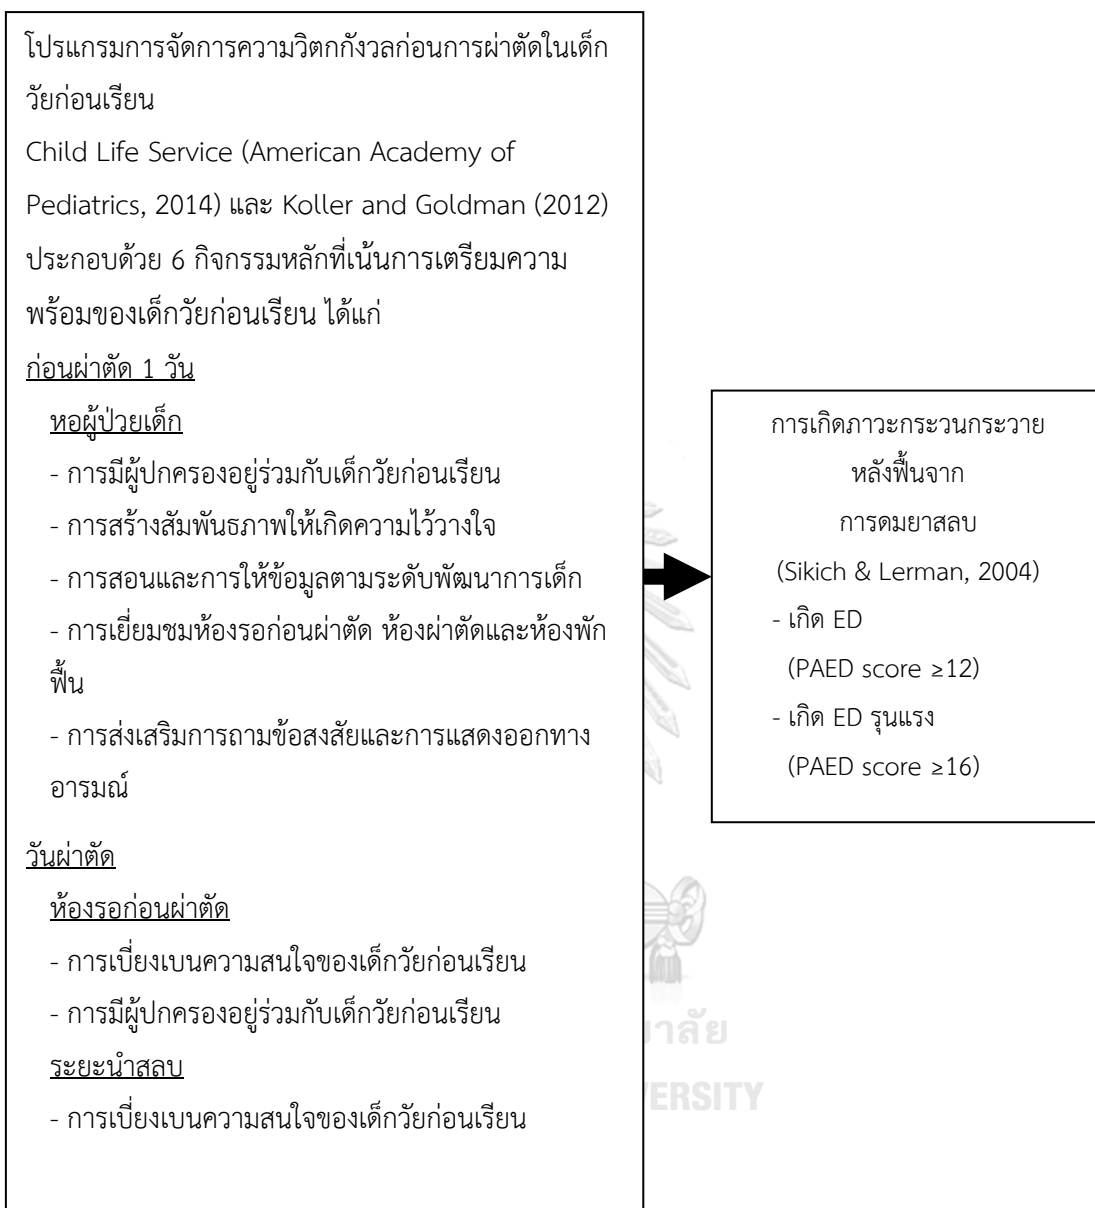 โปรแกรมการจัดการความวิตกกังวลก่อนการผ่าตัดในเด็ก
วัยก่อนเรียน
Child Life Service (American Academy of
Pediatrics, 2014) และ Koller and Goldman (2012)
ประกอบด้วย 6 กิจกรรมหลักที่เน้นการเตรียมความ
พร้อมของเด็กวัยก่อนเรียน ได้แก่
ก่อนผ่าตัด 1 วัน
หอผู้ป่วยเด็ก
- การมีผู้ปกครองอยู่ร่วมกับเด็กวัยก่อนเรียน
- การสร้างสัมพันธภาพให้เกิดความไว้วางใจ
- การสอนและการให้ข้อมูลตามระดับพัฒนาการเด็ก
- การเยี่ยมชมห้องรอก่อนผ่าตัด ห้องผ่าตัดและห้องพัก
ฟื้น
- การส่งเสริมการถามข้อสงสัยและการแสดงออกทาง
อารมณ์
วันผ่าตัด
ห้องรอก่อนผ่าตัด
- การเบี่ยงเบนความสนใจของเด็กวัยก่อนเรียน
- การมีผู้ปกครองอยู่ร่วมกับเด็กวัยก่อนเรียน
ระยะนำสลบ
- การเบี่ยงเบนความสนใจของเด็กวัยก่อนเรียน
การเกิดภาวะกระวนกระวาย
หลังฟื้นจาก
การดมยาสลบ
(Sikich & Lerman, 2004)
- เกิด ED
(PAED score ≥12)
- เกิด ED รุนแรง
(PAED score ≥16)
าลัย
ERSITY